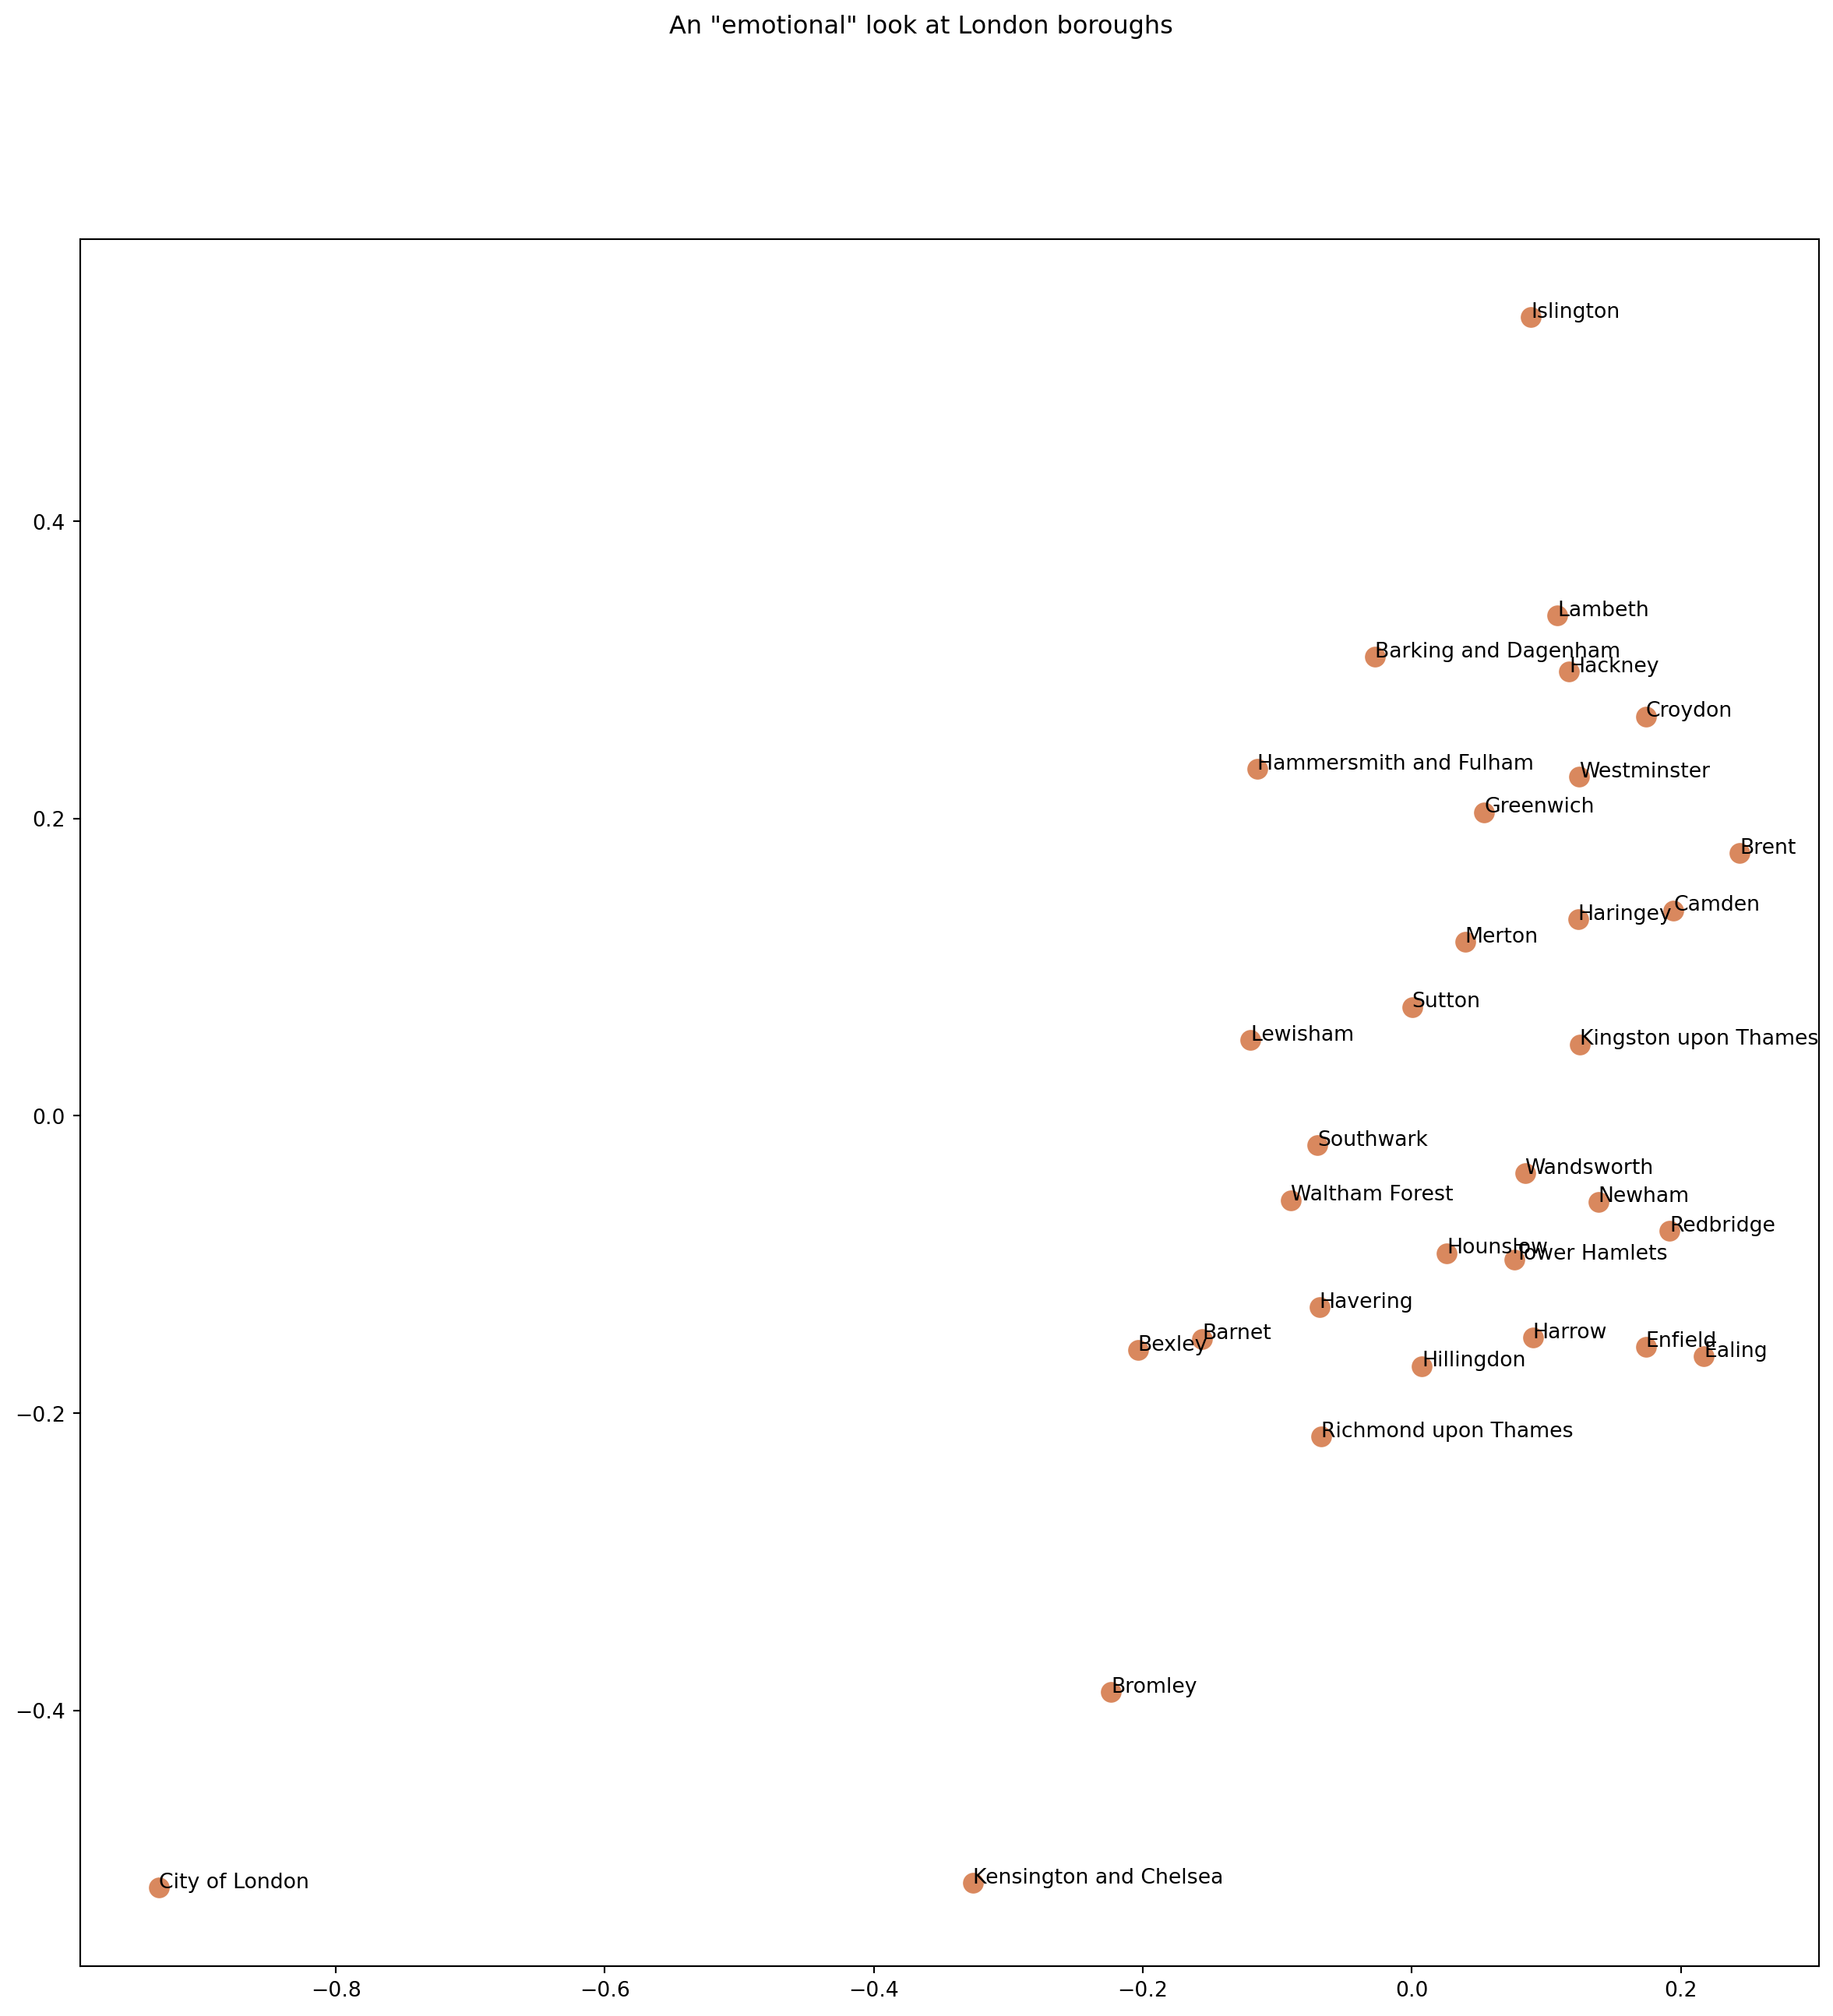 An "emotional" look at London boroughs
Islington
0.4
Lambeth
Barking and Dagenham
Hackney
Croydon
Hammersmith and Fulham
Westminster
Greenwich
0.2
Brent
Camden
Haringey
Merton
Sutton
Lewisham
Kingston upon Thames
0.0
Southwark
Wandsworth
Waltham Forest
Newham
Redbridge
Hounslow
Tower Hamlets
Havering
Barnet
Bexley
Harrow
Enfield
Ealing
Hillingdon
−0.2
Richmond upon Thames
Bromley
−0.4
City of London
Kensington and Chelsea
−0.8 −0.6 −0.4 −0.2 0.0 0.2